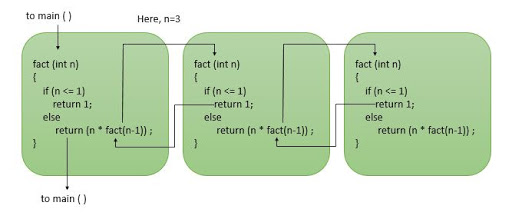 to main ( )
Here, n=3
fact (int n)
{
if (n <= 1)
return 1;
else
return (n * fact(n-1)) ;
}
fact (int n)
{
if (n <= 1)
return 1;
else
return (n * fact(n-1)) ;
}
fact (int n)
{
if (n <= 1)
return 1;
else
return (n * fact(n-1)) ;
}
to main ( )